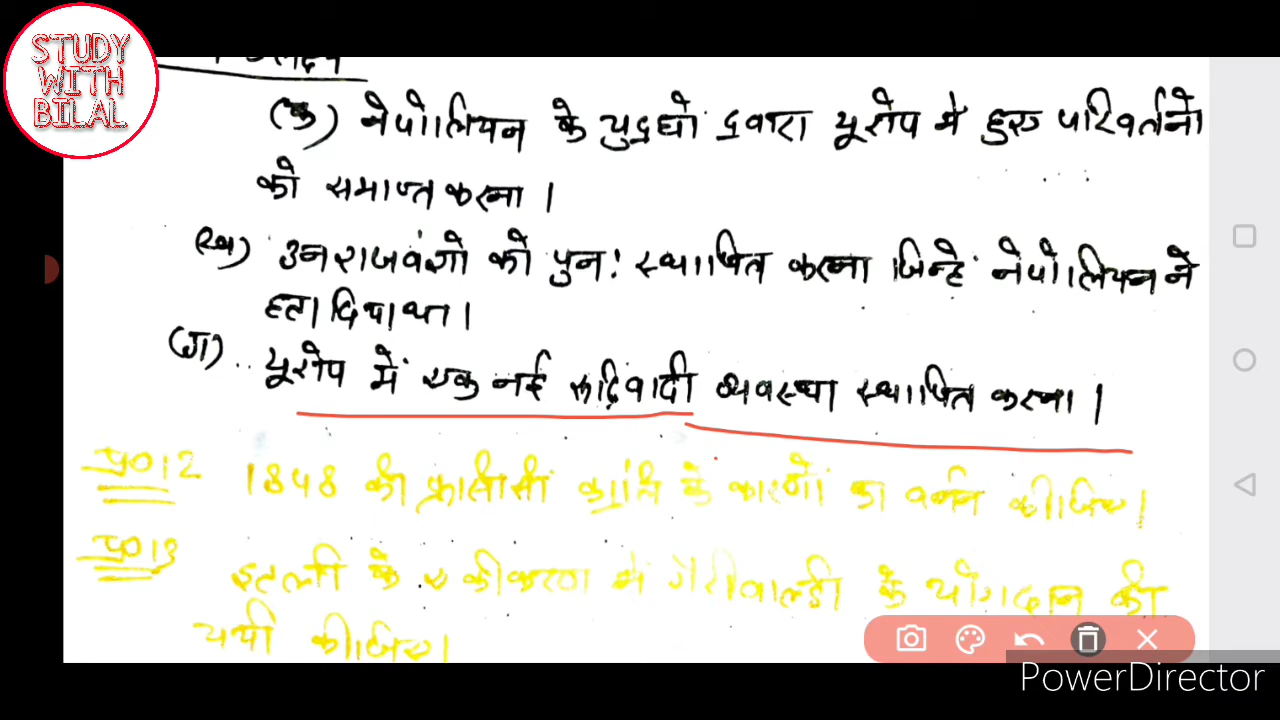 STUDY
WITH
BILAL
(क) नेपोलियन के युद्धो द्वारा यूरोप मे हुए परिवर्तनो
को समाप्त करना ।
(ख) उन राजवंशो को पुन: स्थापित करना जिन्हे नेपोलियन ने
हटा दिया था ।
(ग) यूरोप में एक नई रूढ़िवादी व्यवस्था स्थापित करना ।
प्र012 1848 की फ्रांसीसी क्रांति के कारणों का वर्णन कीजिए ।
प्र013 इटली के एकीकरण में गैरीबाल्डी के योगदान की
चर्चा कीजिए ।
PowerDirector